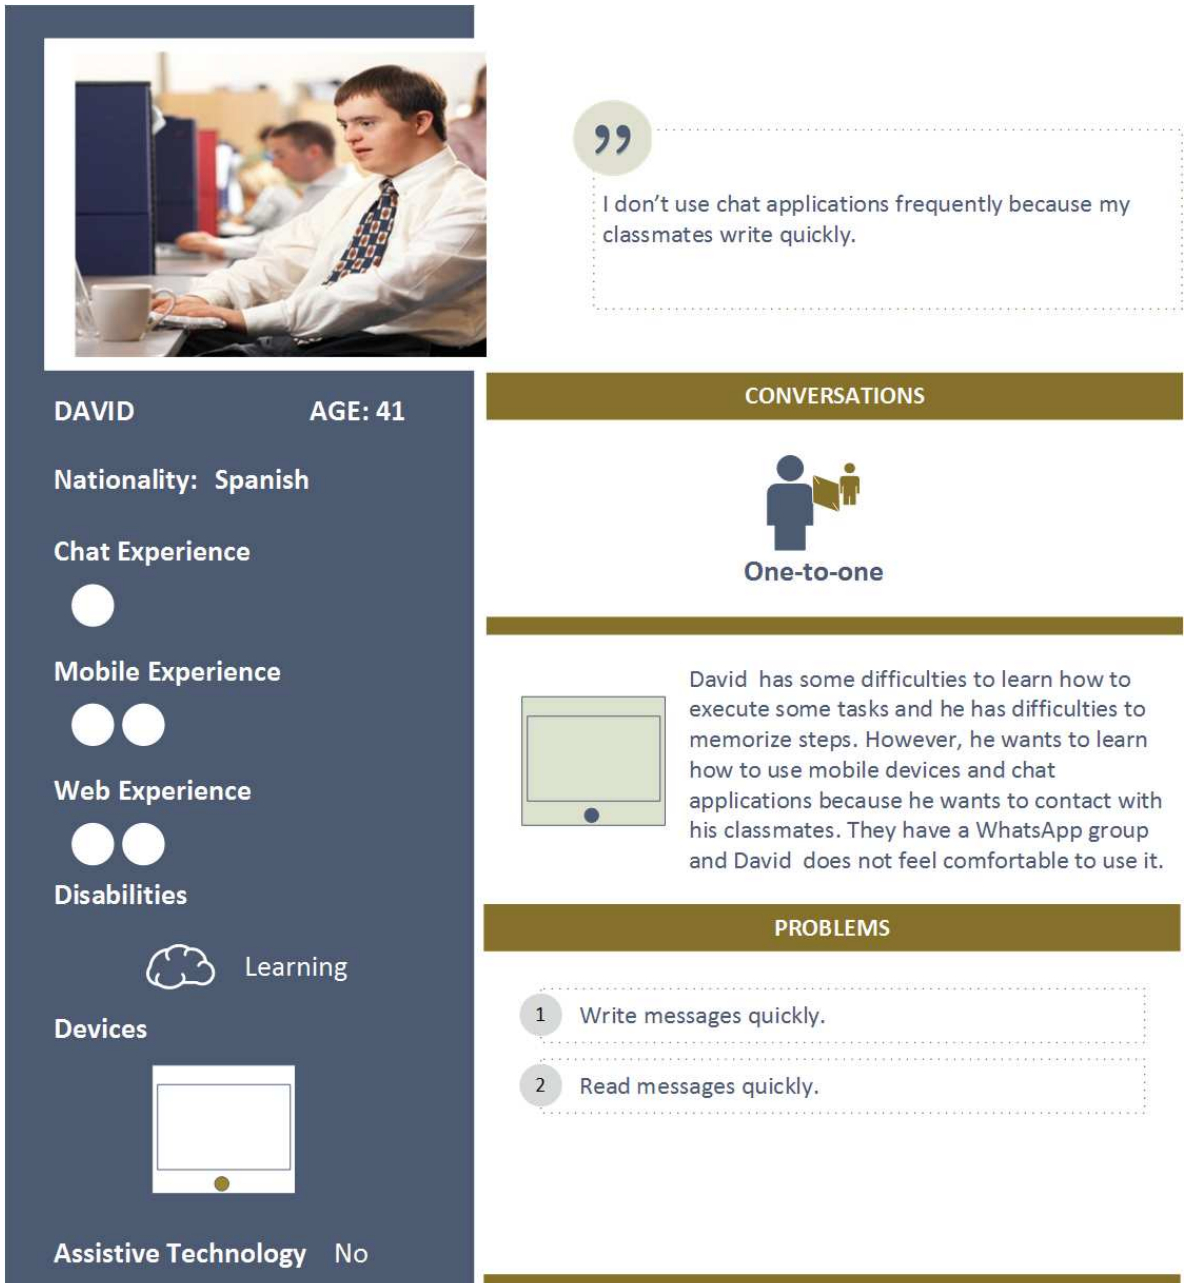 ”
I don’t use chat applications frequently because my
classmates write quickly.
DAVID AGE: 41
Nationality: Spanish
Chat Experience
Mobile Experience
Web Experience
Disabilities
Learning
Devices
Assistive Technology No
CONVERSATIONS
One-to-one
David has some difficulties to learn how to
execute some tasks and he has difficulties to
memorize steps. However, he wants to learn
how to use mobile devices and chat
applications because he wants to contact with
his classmates. They have a WhatsApp group
and David does not feel comfortable to use it.
PROBLEMS
1 Write messages quickly.
2 Read messages quickly.